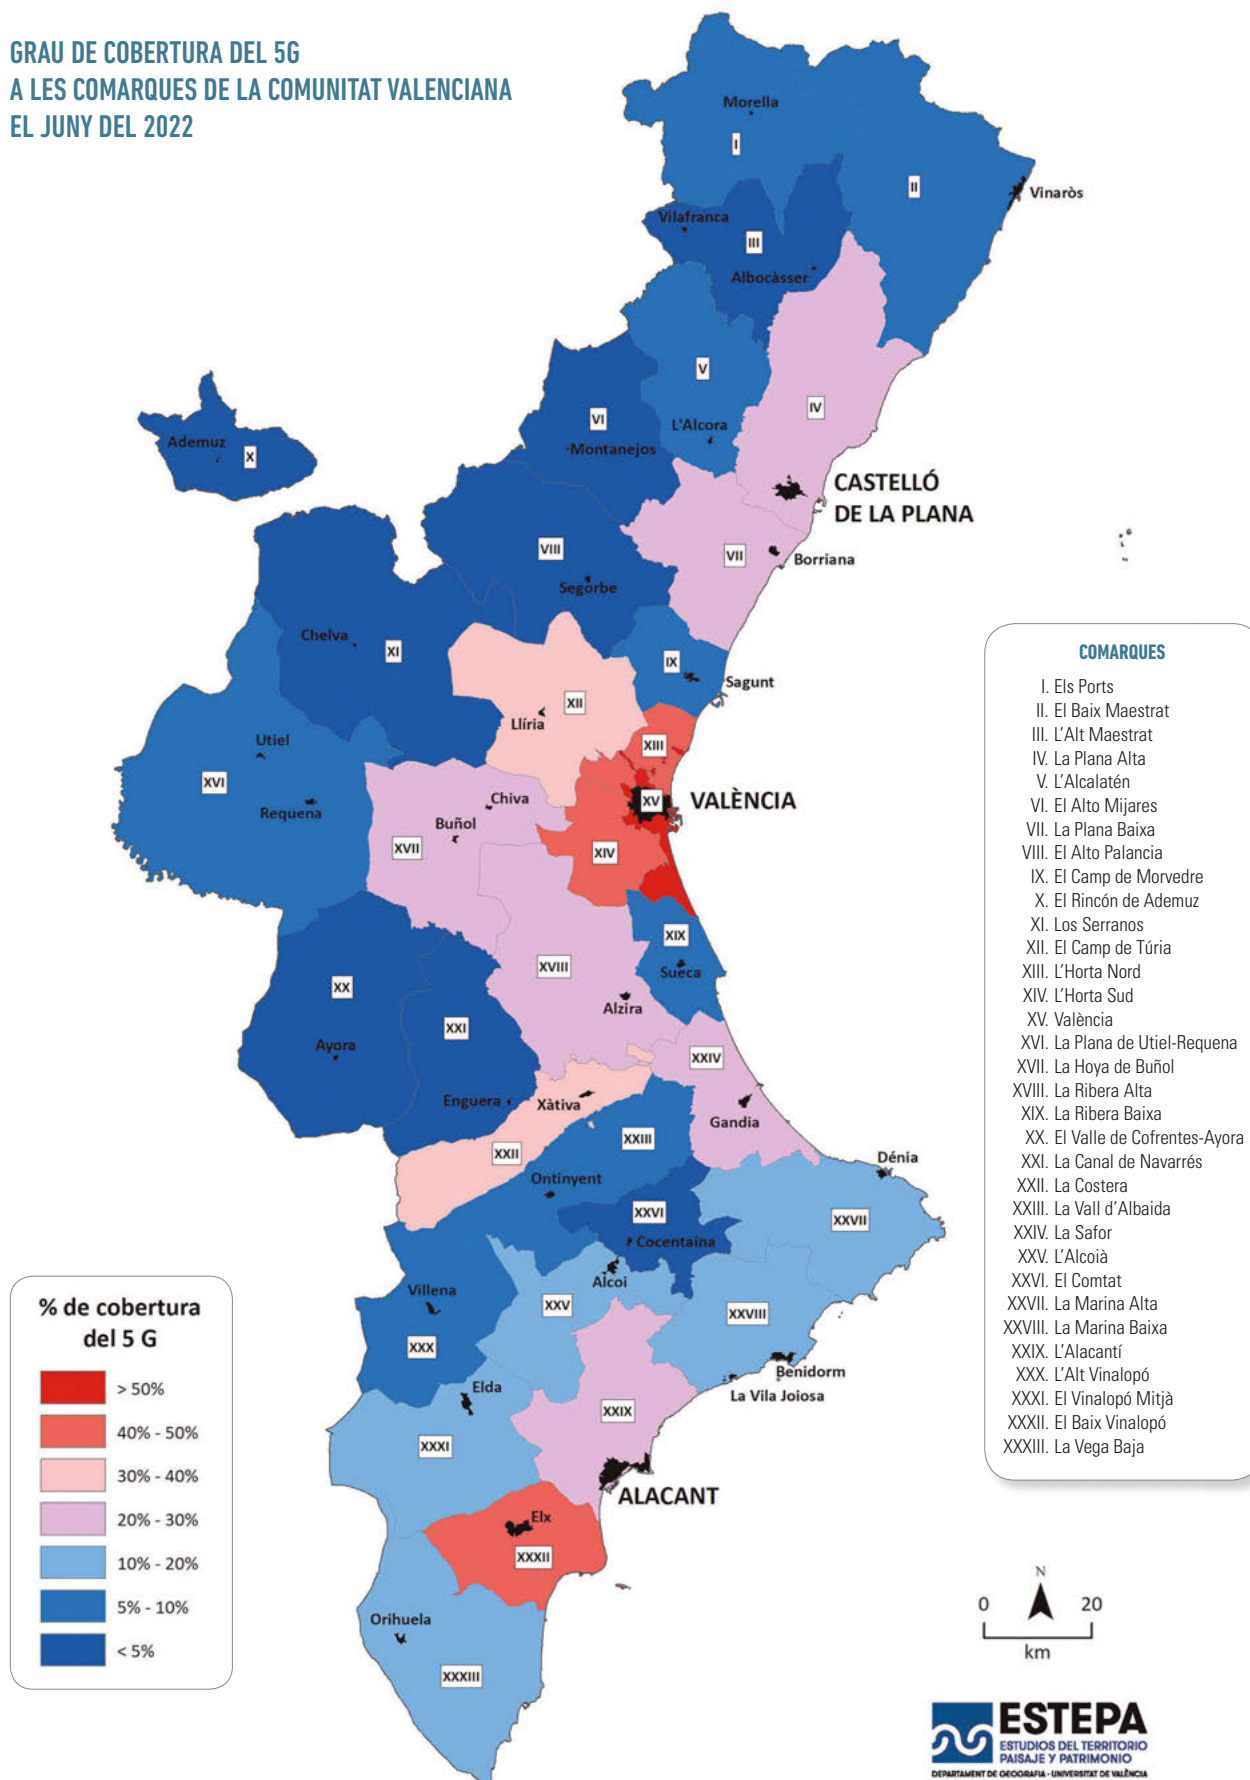 GRAU DE COBERTURA DEL 5G
A LES COMARQUES DE LA COMUNITAT VALENCIANA
EL JUNY DEL 2022
Morella
I
II
Vinaròs
Vilafranca
III
Albocàsser
V
IV
L'Alcora
VI
Montanejos
Ademuz
X
CASTELLÓ
DE LA PLANA
VIII
VII
Borriana
Segorbe
Chelva
XI
IX
Sagunt
XII
Llíria
XIII
Utiel
XVI
Requena
XV
VALÈNCIA
Chiva
Buñol
XVII
XIV
XIX
Sueca
XVIII
Alzira
XX
Ayora
XXI
Enguera
XXIV
Gandia
Xàtiva
XXII
XXIII
Ontinyent
Dénia
XXVII
XXVI
Cocentaina
Alcoi
XXV
XXVIII
Villena
XXX
Benidorm
La Vila Joiosa
Elda
XXIX
XXXI
ALACANT
Elx
XXXII
Orihuela
XXXIII
COMARQUES
I. Els Ports
II. El Baix Maestrat
III. L'Alt Maestrat
IV. La Plana Alta
V. L'Alcalatén
VI. El Alto Mijares
VII. La Plana Baixa
VIII. El Alto Palancia
IX. El Camp de Morvedre
X. El Rincón de Ademuz
XI. Los Serranos
XII. El Camp de Túria
XIII. L'Horta Nord
XIV. L'Horta Sud
XV. València
XVI. La Plana de Utiel-Requena
XVII. La Hoya de Buñol
XVIII. La Ribera Alta
XIX. La Ribera Baixa
XX. El Valle de Cofrentes-Ayora
XXI. La Canal de Navarrés
XXII. La Costera
XXIII. La Vall d'Albaida
XXIV. La Safor
XXV. L'Alcoià
XXVI. El Comtat
XXVII. La Marina Alta
XXVIII. La Marina Baixa
XXIX. L'Alacantí
XXX. L'Alt Vinalopó
XXXI. El Vinalopó Mitjà
XXXII. El Baix Vinalopó
XXXIII. La Vega Baja
% de cobertura
del 5 G
> 50%
40% - 50%
30% - 40%
20% - 30%
10% - 20%
5% - 10%
< 5%
N
0 20
km
ESTEPA
ESTUDIOS DEL TERRITORIO
PAISAJE Y PATRIMONIO
DEPARTAMENT DE GEOGRAFIA - UNIVERSITAT DE VALÈNCIA